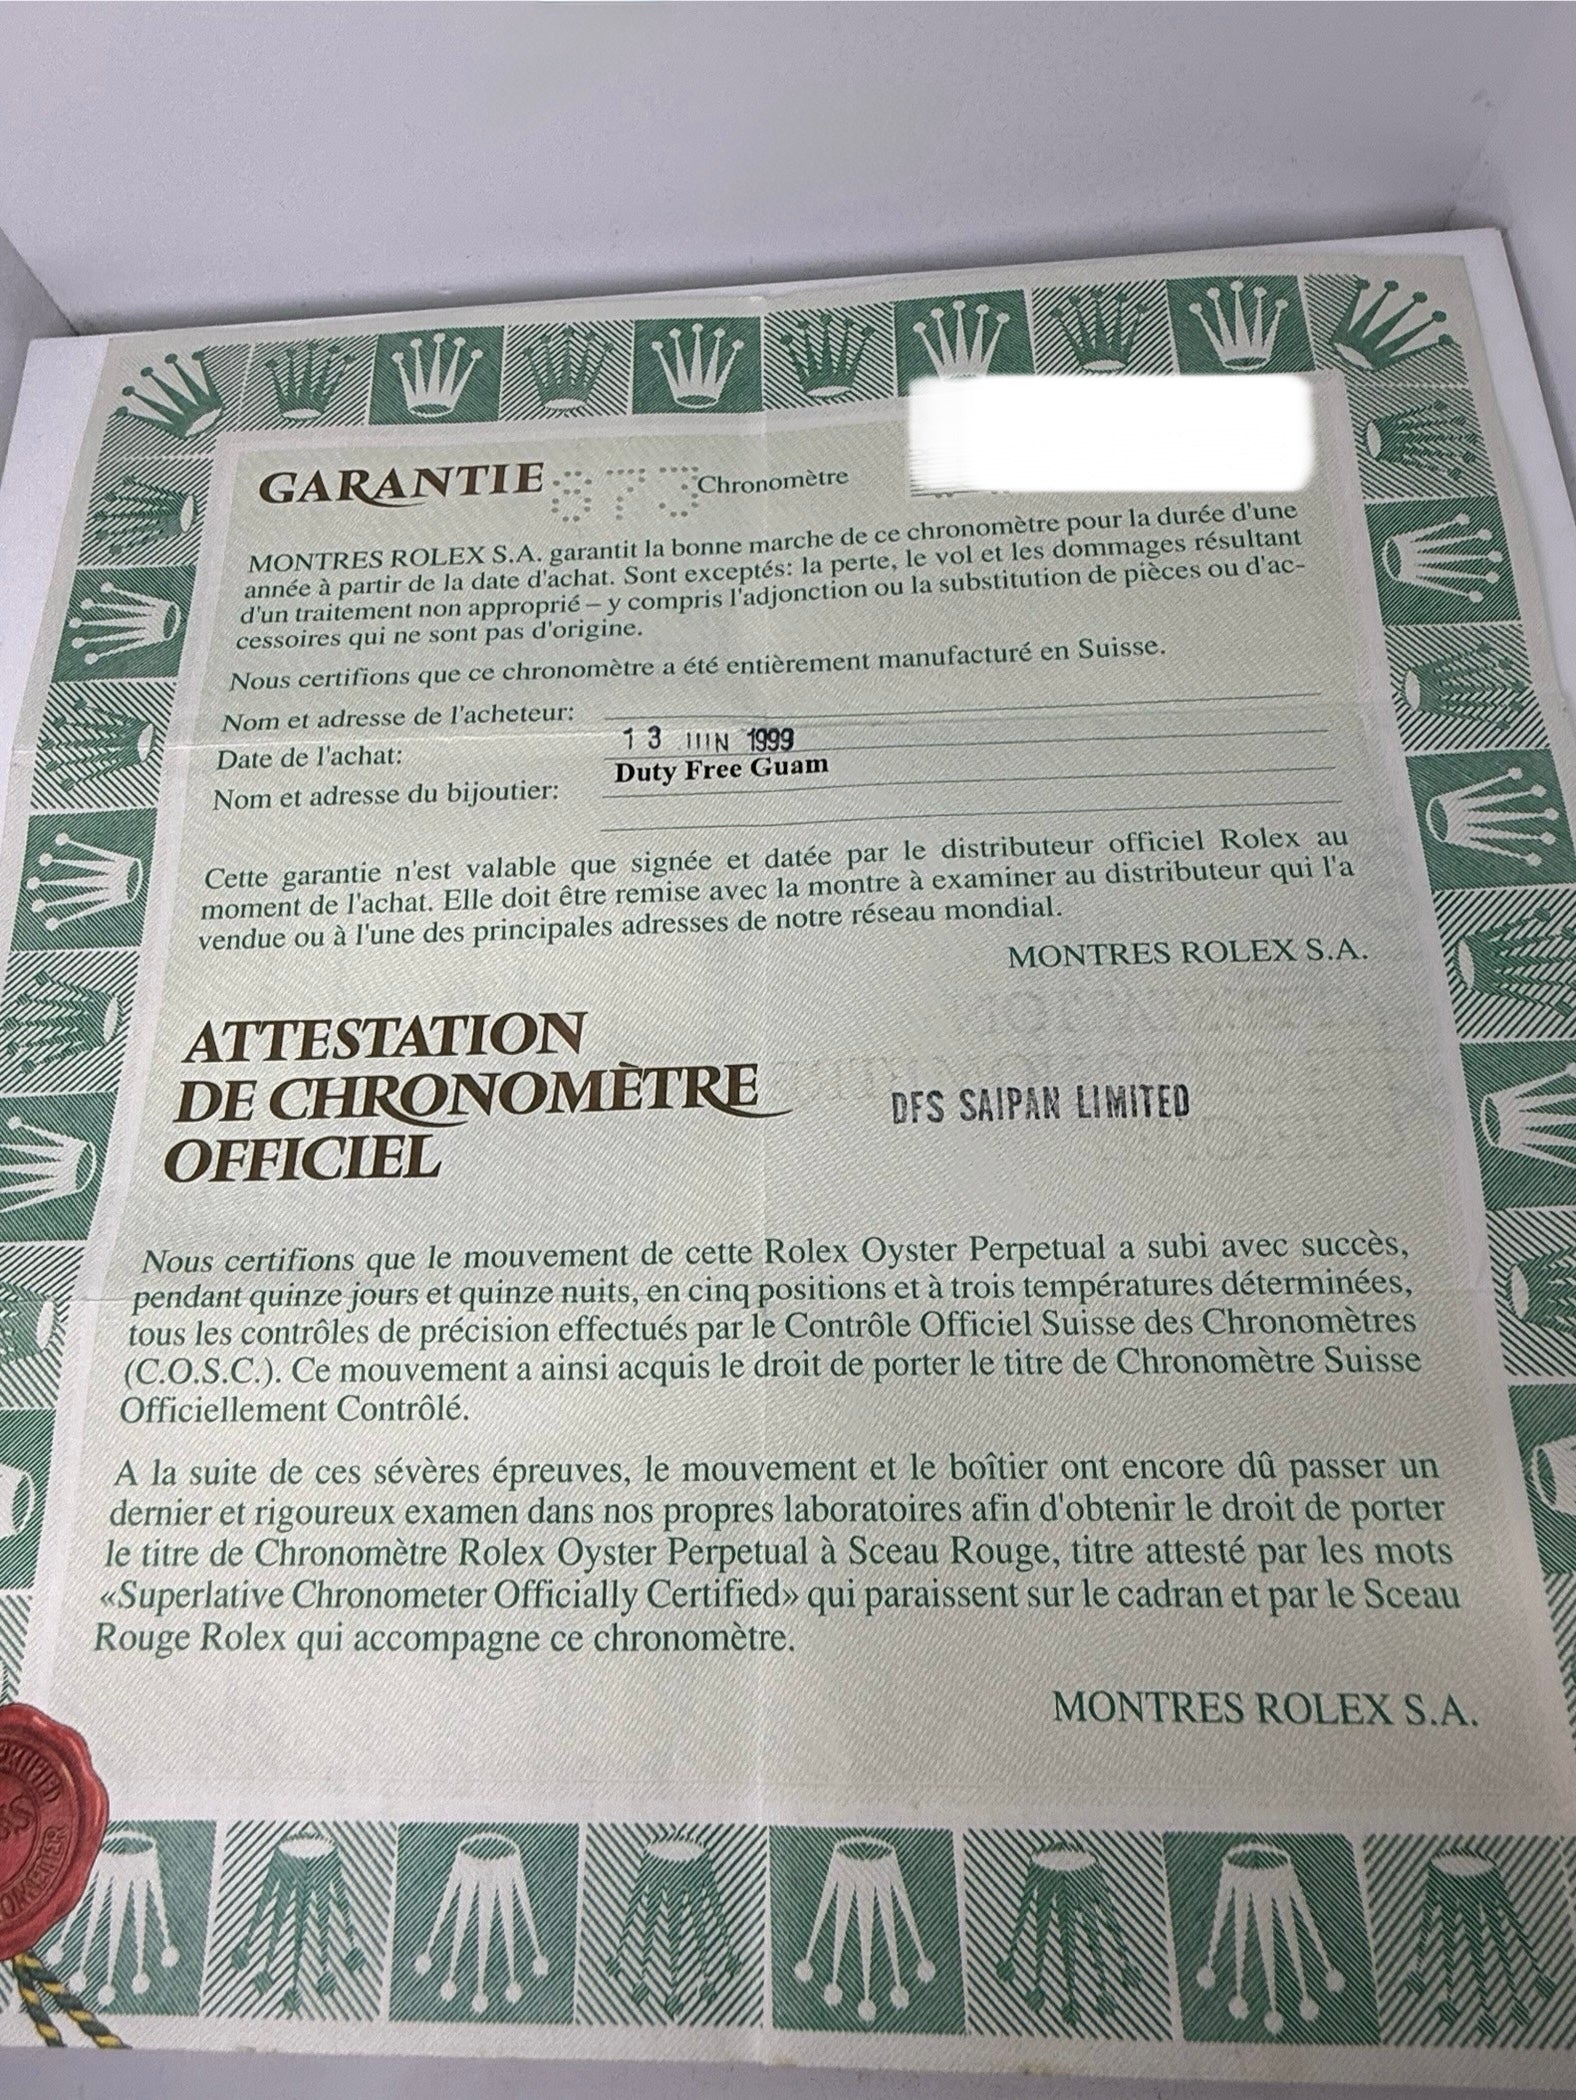 GARANTIE 873 Chronomètre
MONTRES ROLEX S.A. garantit la bonne marche de ce chronomètre pour la durée d'une
année à partir de la date d'achat. Sont exceptés: la perte, le vol et les dommages résultant
d'un traitement non approprié – y compris l'adjonction ou la substitution de pièces ou d'ac-
cessoires qui ne sont pas d'origine.
Nous certifions que ce chronomètre a été entièrement manufacturé en Suisse.
Nom et adresse de l'acheteur:
Date de l'achat: 13 JUIN 1999
Nom et adresse du bijoutier: Duty Free Guam
Cette garantie n'est valable que signée et datée par le distributeur officiel Rolex au
moment de l'achat. Elle doit être remise avec la montre à examiner au distributeur qui l'a
vendue ou à l'une des principales adresses de notre réseau mondial.
MONTRES ROLEX S.A.
ATTESTATION
DE CHRONOMÈTRE
OFFICIEL
DFS SAIPAN LIMITED
Nous certifions que le mouvement de cette Rolex Oyster Perpetual a subi avec succès,
pendant quinze jours et quinze nuits, en cinq positions et à trois températures déterminées,
tous les contrôles de précision effectués par le Contrôle Officiel Suisse des Chronomètres
(C.O.S.C.). Ce mouvement a ainsi acquis le droit de porter le titre de Chronomètre Suisse
Officiellement Contrôlé.
A la suite de ces sévères épreuves, le mouvement et le boîtier ont encore dû passer un
dernier et rigoureux examen dans nos propres laboratoires afin d'obtenir le droit de porter
le titre de Chronomètre Rolex Oyster Perpetual à Sceau Rouge, titre attesté par les mots
«Superlative Chronometer Officially Certified» qui paraissent sur le cadran et par le Sceau
Rouge Rolex qui accompagne ce chronomètre.
MONTRES ROLEX S.A.